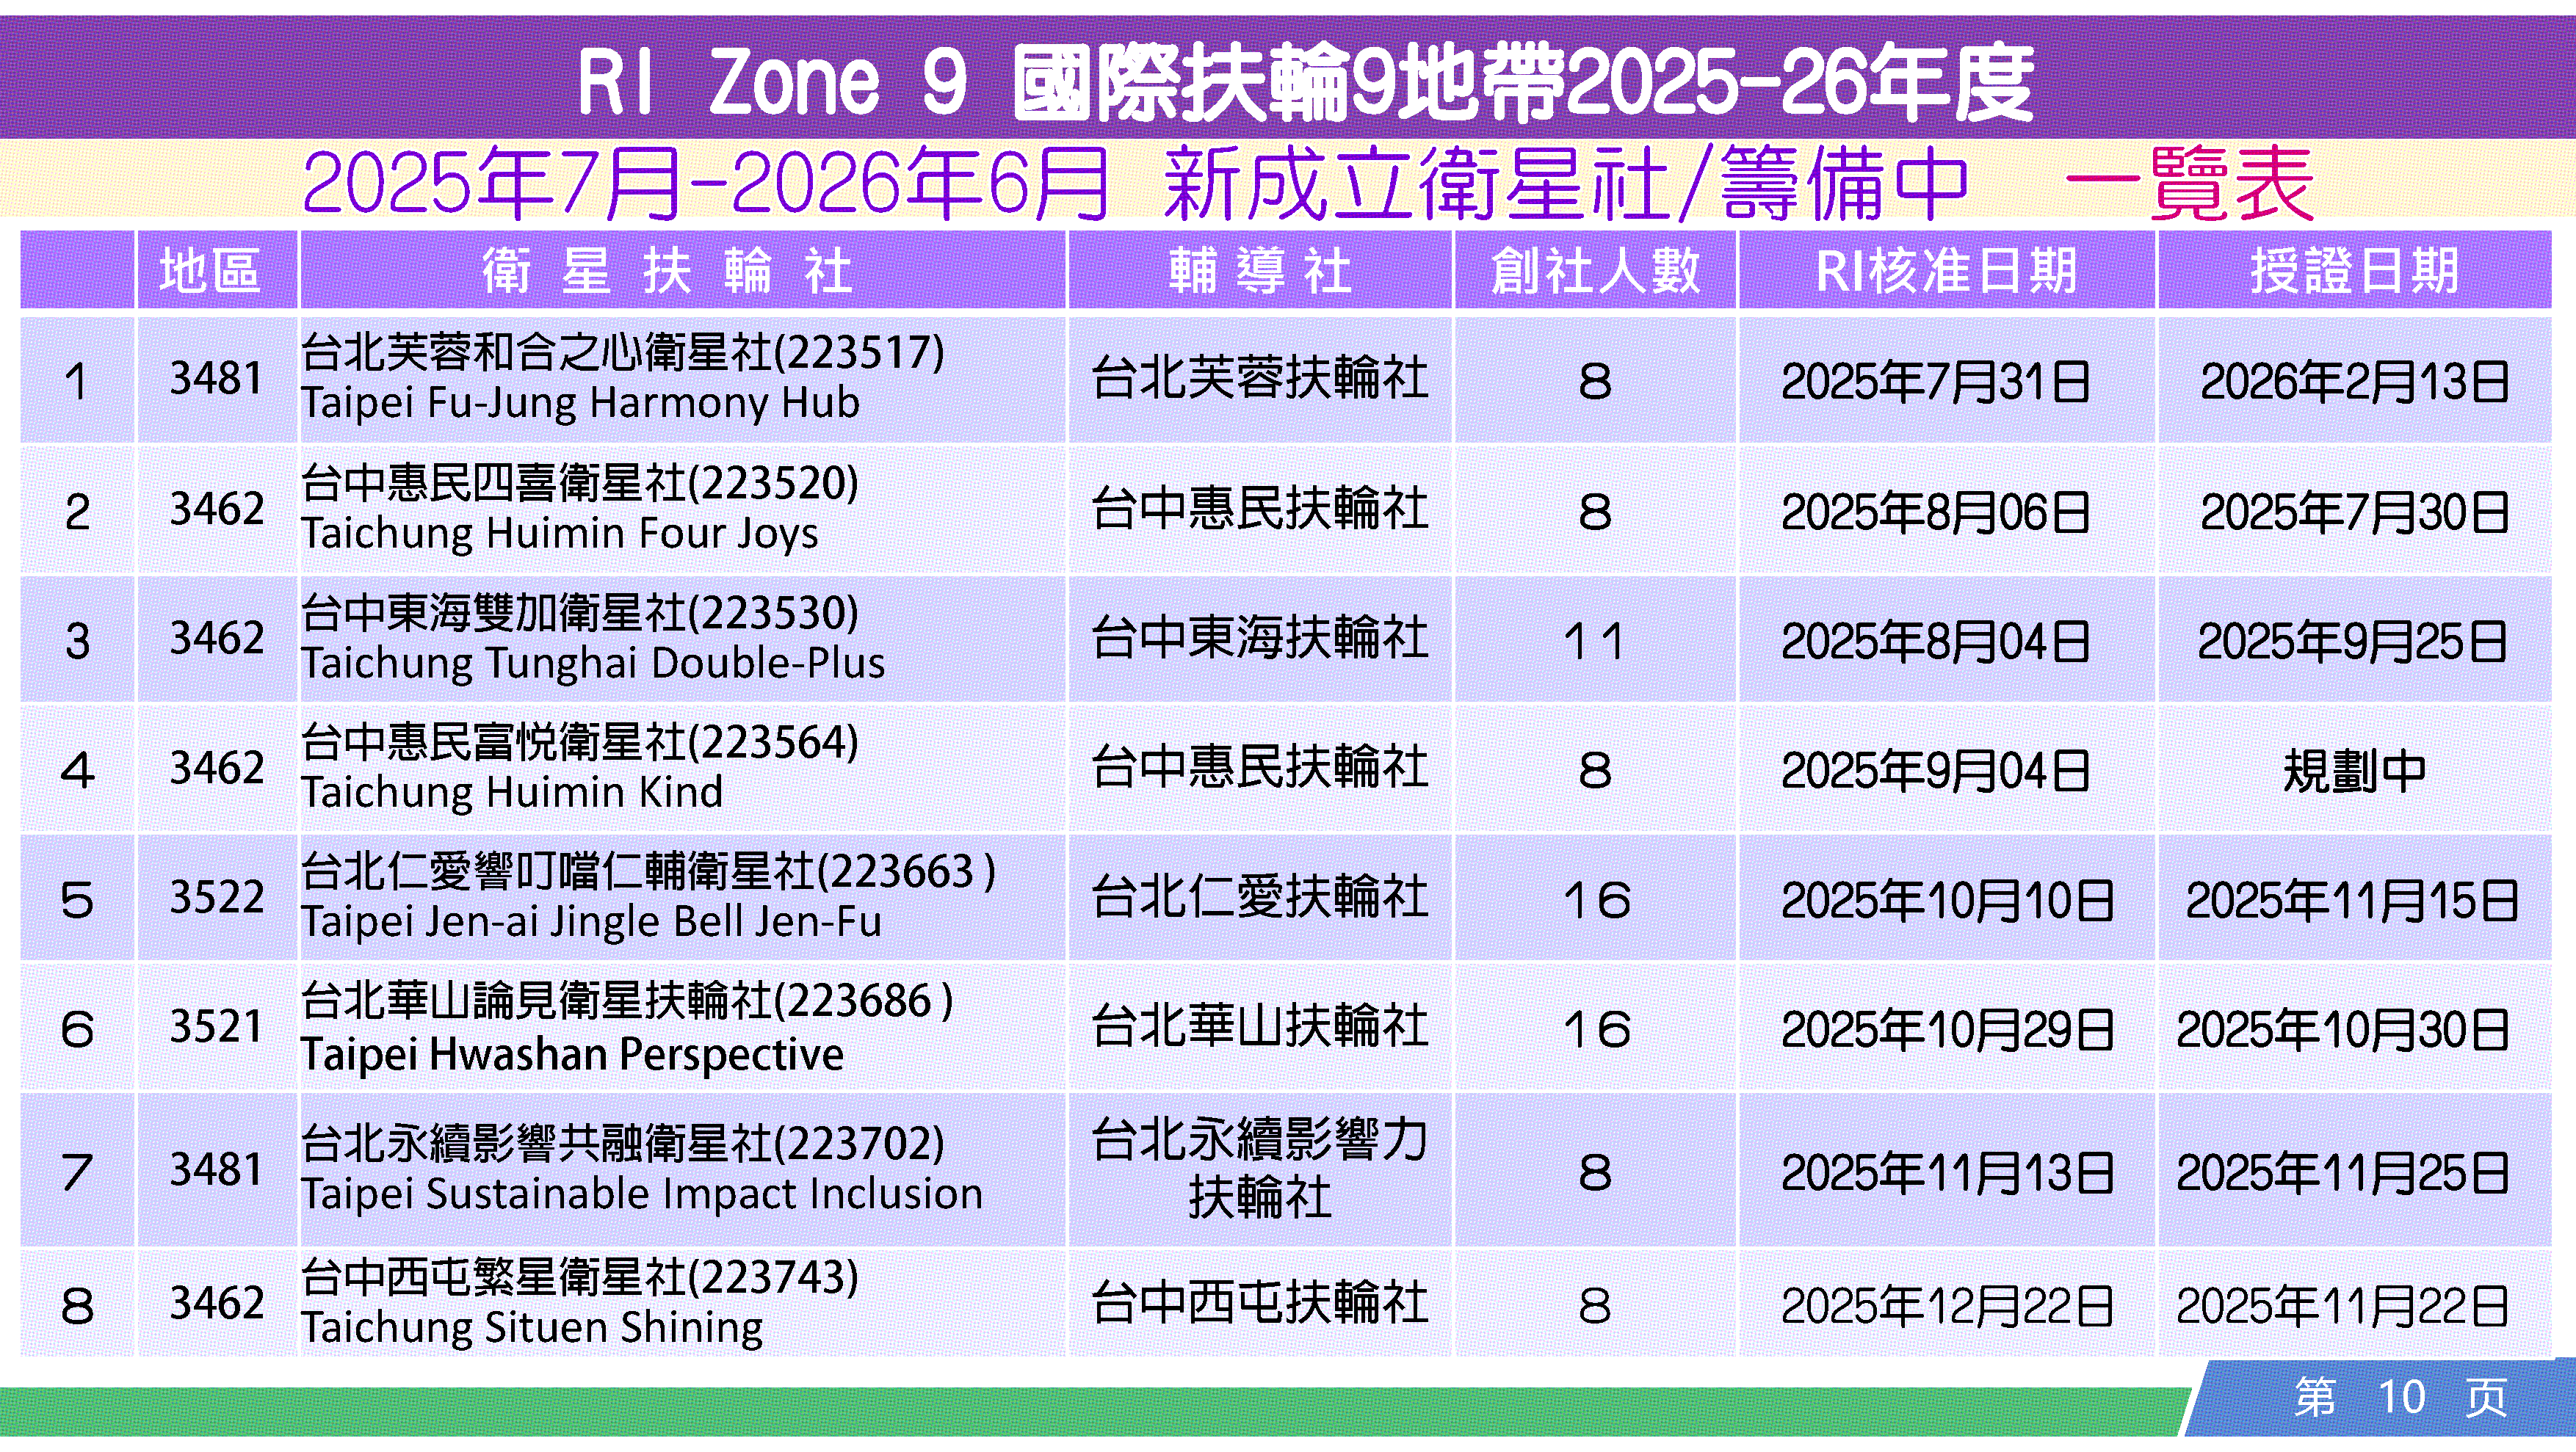 RI Zone 9 國際扶輪9地帶2025-26年度
2025年7月-2026年6月 新成立衛星社/籌備中 一覽表
地區 衛星扶輪社 輔導社 創社人數 RI核准日期 授證日期
台北芙蓉和合之心衛星社(223517)
1 3481 台北芙蓉扶輪社 8 2025年7月31日 2026年2月13日
Taipei Fu-Jung Harmony Hub
台中惠民四喜衛星社(223520)
2 3462 台中惠民扶輪社 8 2025年8月06日 2025年7月30日
Taichung Huimin Four Joys
台中東海雙加衛星社(223530)
3 3462 台中東海扶輪社 11 2025年8月04日 2025年9月25日
Taichung Tunghai Double-Plus
台中惠民富悦衛星社(223564)
4 3462 台中惠民扶輪社 8 2025年9月04日 規劃中
Taichung Huimin Kind
台北仁愛響叮噹仁輔衛星社(223663 )
5 3522 台北仁愛扶輪社 16 2025年10月10日 2025年11月15日
Taipei Jen-ai Jingle Bell Jen-Fu
台北華山論見衛星扶輪社(223686 )
6 3521 台北華山扶輪社 16 2025年10月29日 2025年10月30日
Taipei Hwashan Perspective
台北永續影響共融衛星社(223702) 台北永續影響力
7 3481 8 2025年11月13日 2025年11月25日
Taipei Sustainable Impact Inclusion 扶輪社
台中西屯繁星衛星社(223743)
8 3462 台中西屯扶輪社 8 2025年12月22日 2025年11月22日
Taichung Situen Shining
第 10 页